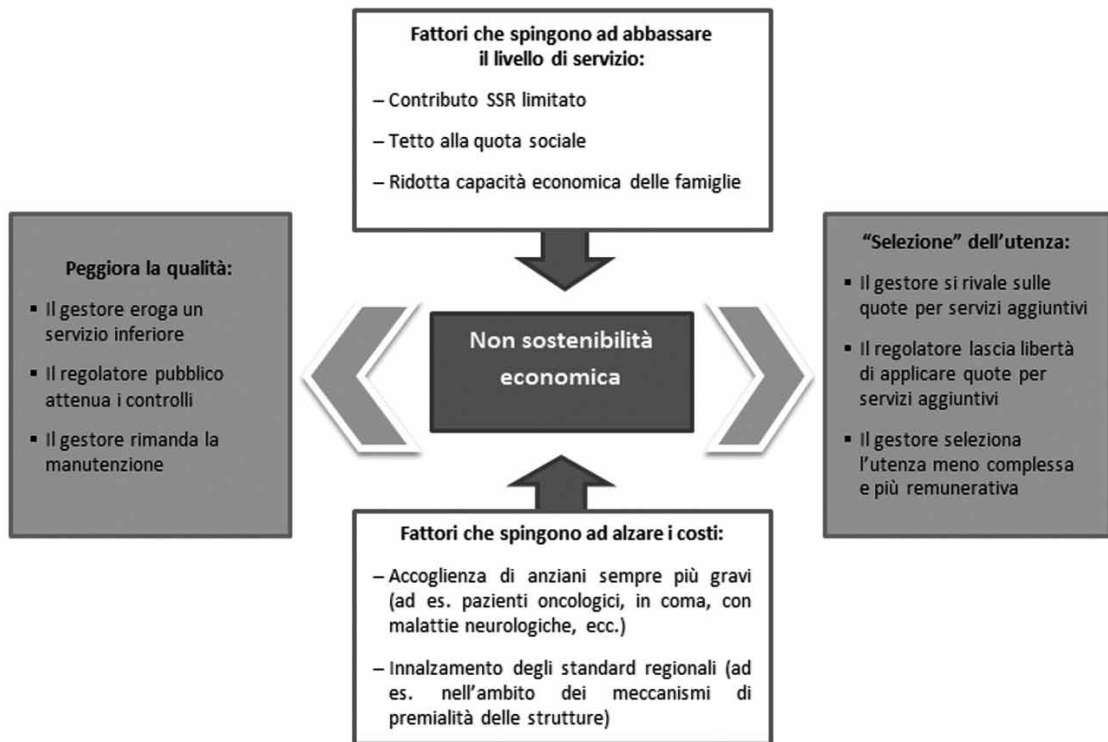 Fattori che spingono ad abbassare
il livello di servizio:
– Contributo SSR limitato
– Tetto alla quota sociale
– Ridotta capacità economica delle famiglie
Peggiora la qualità:
▪ Il gestore eroga un
servizio inferiore
▪ Il regolatore pubblico
attenua i controlli
▪ Il gestore rimanda la
manutenzione
Non sostenibilità
economica
“Selezione” dell’utenza:
▪ Il gestore si rivale sulle
quote per servizi aggiuntivi
▪ Il regolatore lascia libertà
di applicare quote per
servizi aggiuntivi
▪ Il gestore seleziona
l’utenza meno complessa
e più remunerativa
Fattori che spingono ad alzare i costi:
– Accoglienza di anziani sempre più gravi
(ad es. pazienti oncologici, in coma, con
malattie neurologiche, ecc.)
– Innalzamento degli standard regionali (ad
es. nell’ambito dei meccanismi di
premialità delle strutture)